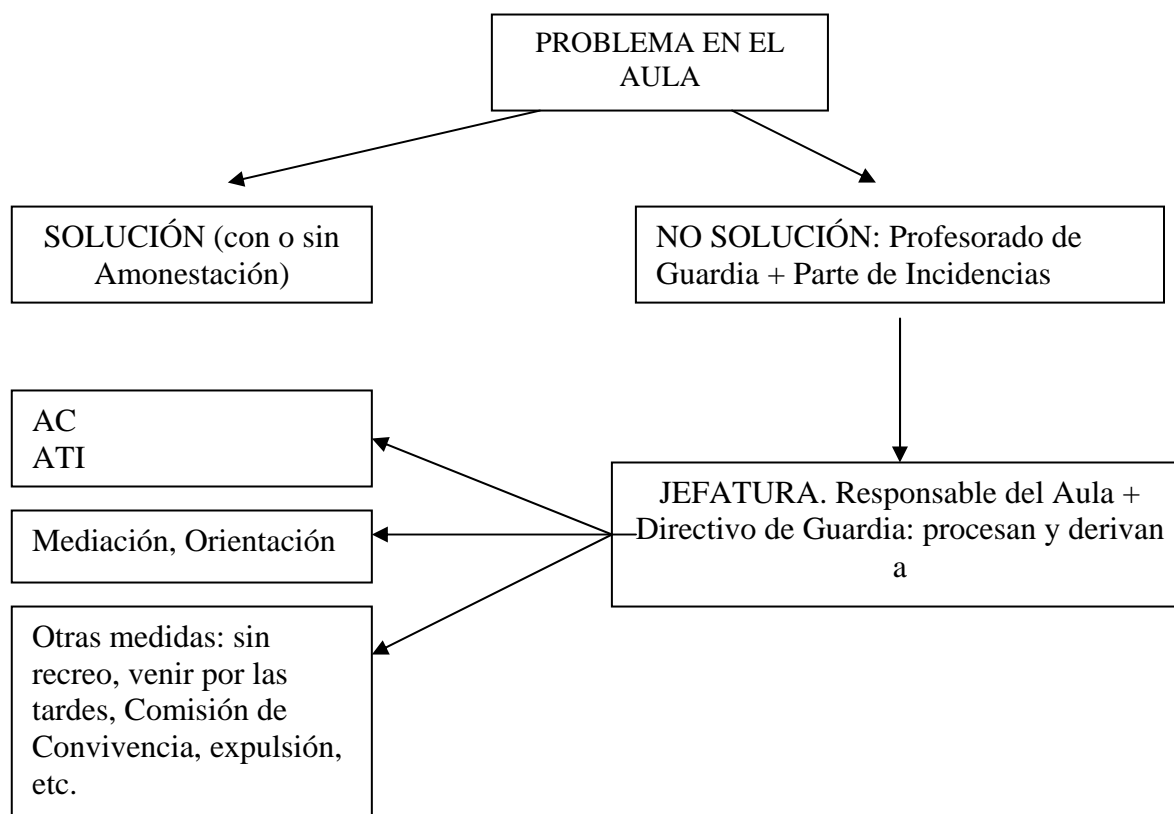 PROBLEMA EN EL
AULA
SOLUCIÓN (con o sin
Amonestación)
NO SOLUCIÓN: Profesorado de
Guardia + Parte de Incidencias
AC
ATI
JEFATURA. Responsable del Aula +
Directivo de Guardia: procesan y derivan
a
Mediación, Orientación
Otras medidas: sin
recreo, venir por las
tardes, Comisión de
Convivencia, expulsión,
etc.